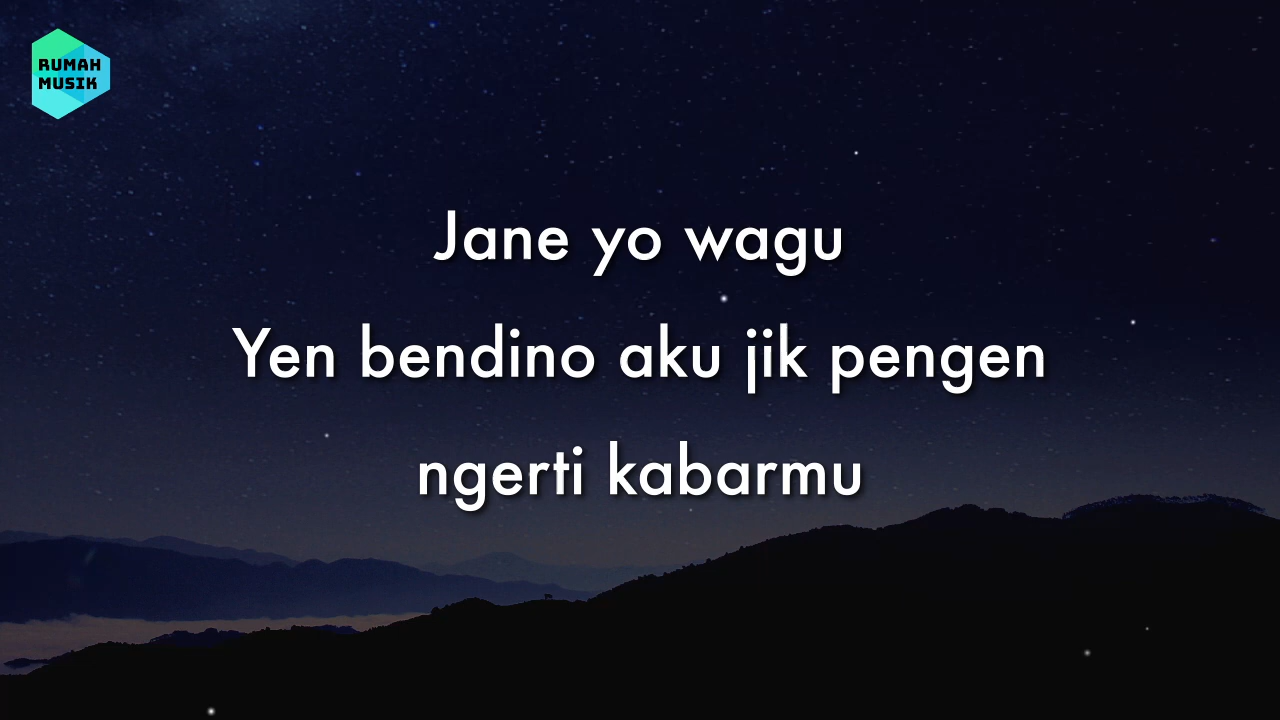 RUMAH
MUSIK
Jane yo wagu
Yen bendino aku jik pengen
ngerti kabarmu